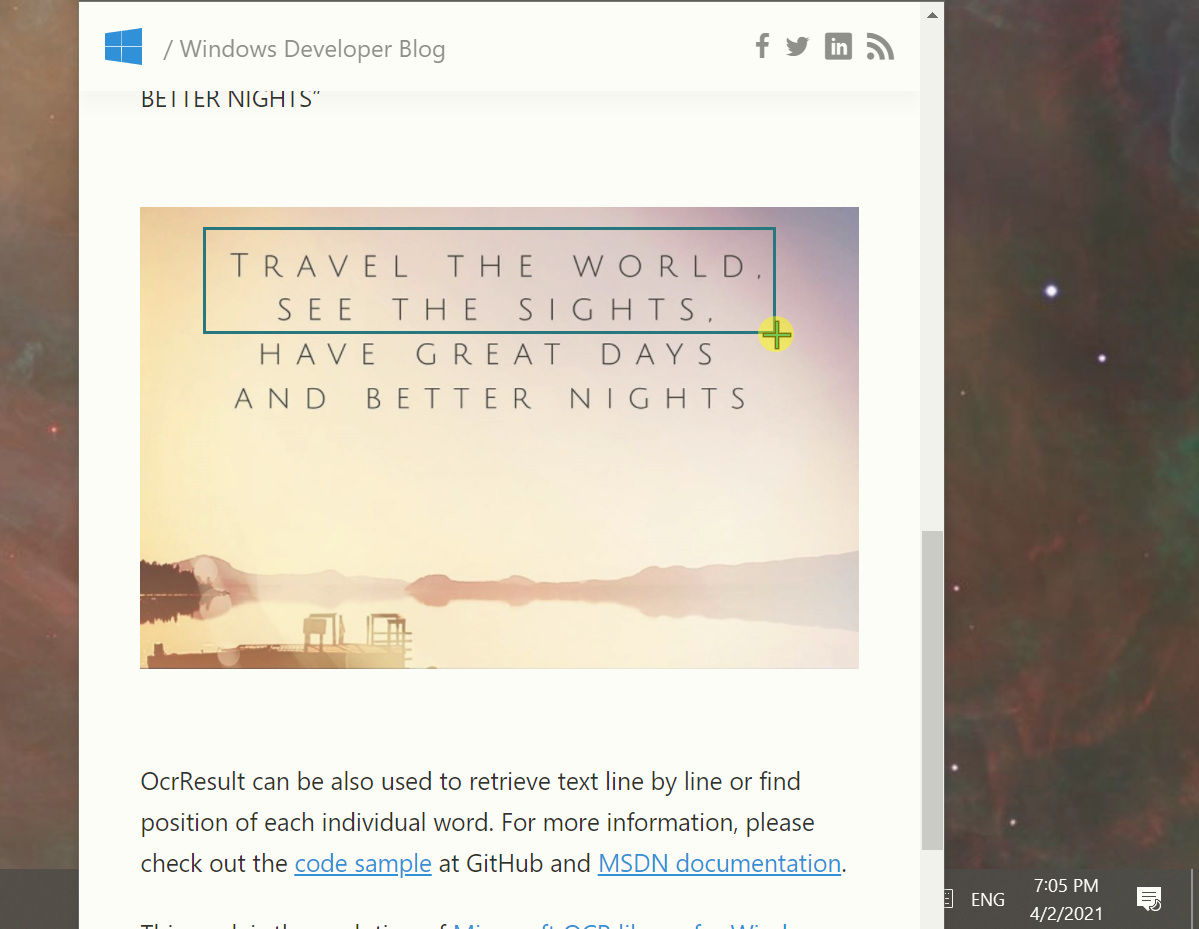 / Windows Developer Blog
BETTER NIGHTS”
TRAVEL THE WORLD,
SEE THE SIGHTS,
HAVE GREAT DAYS
AND BETTER NIGHTS
OcrResult can be also used to retrieve text line by line or find
position of each individual word. For more information, please
check out the code sample at GitHub and MSDN documentation.
ENG
7:05 PM
4/2/2021